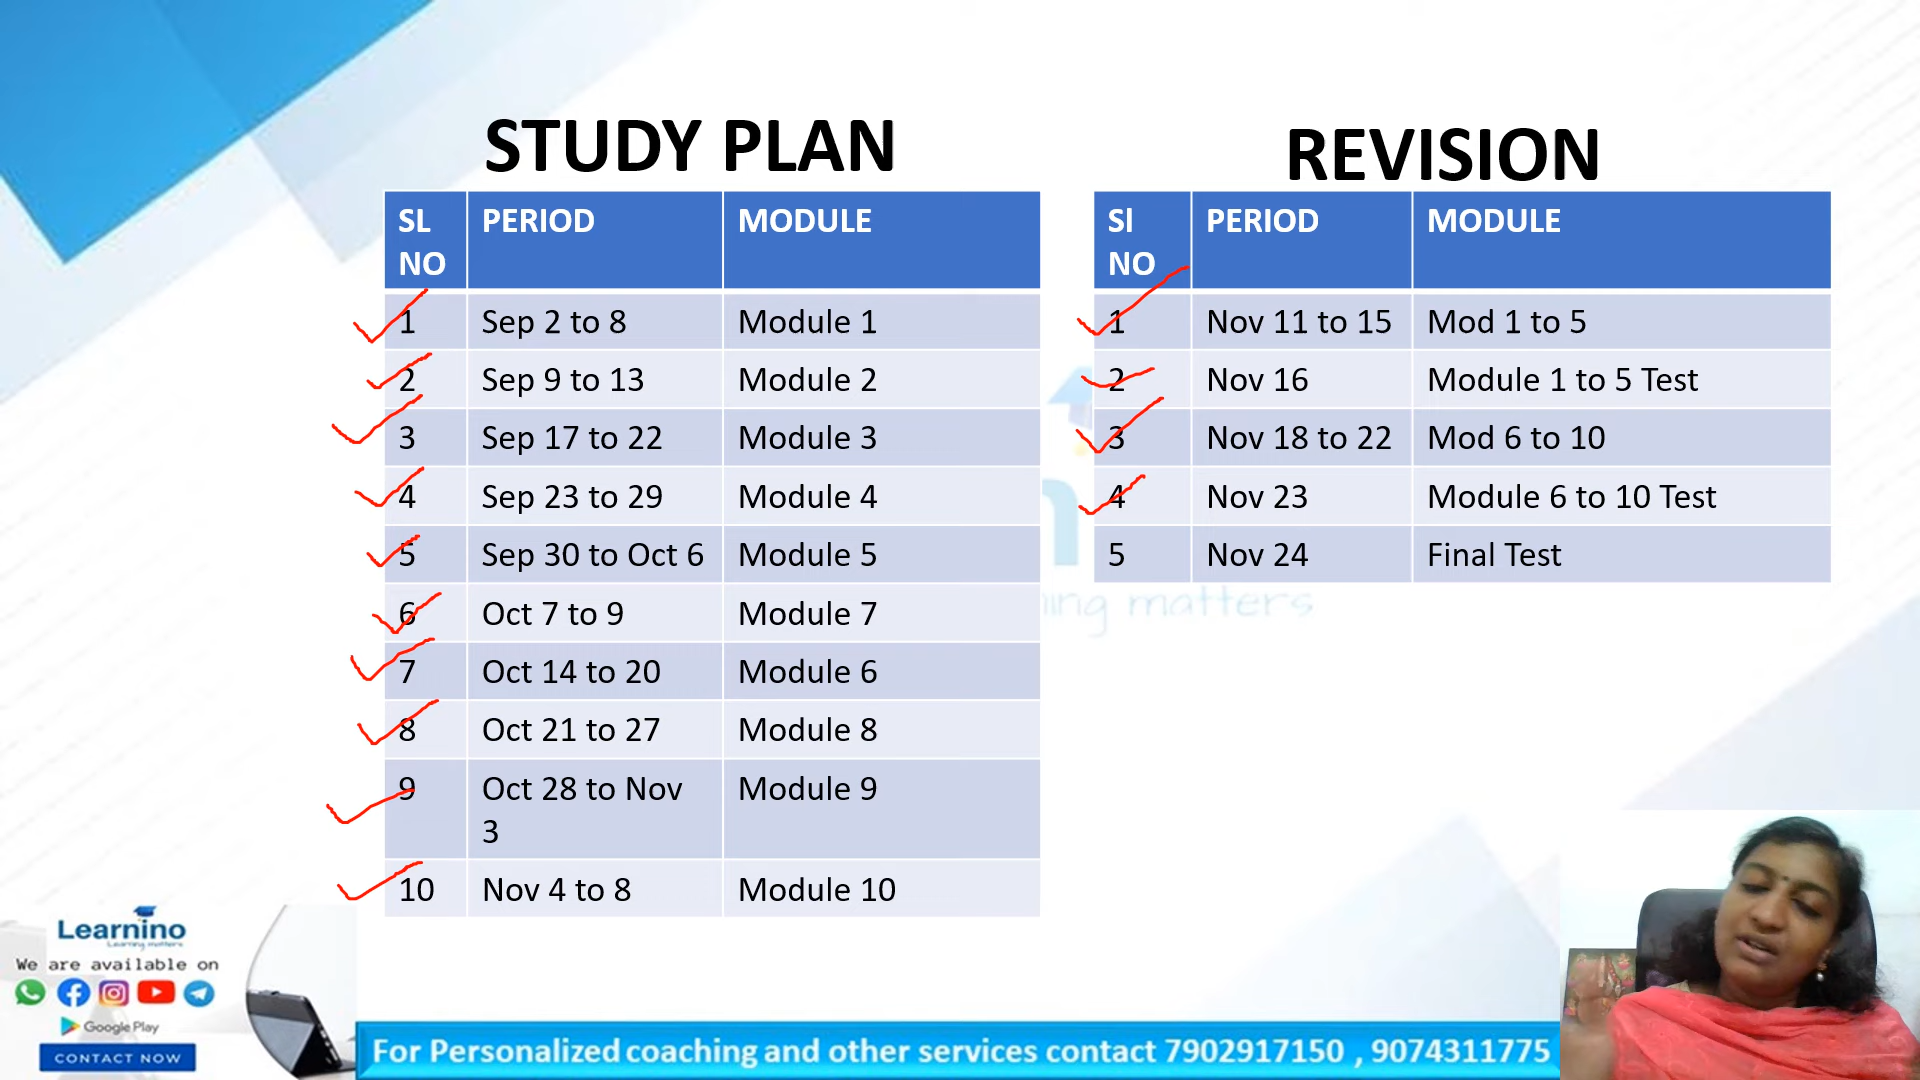 STUDY PLAN
SL NO PERIOD MODULE
1 Sep 2 to 8 Module 1
2 Sep 9 to 13 Module 2
3 Sep 17 to 22 Module 3
4 Sep 23 to 29 Module 4
5 Sep 30 to Oct 6 Module 5
6 Oct 7 to 9 Module 7
7 Oct 14 to 20 Module 6
8 Oct 21 to 27 Module 8
9 Oct 28 to Nov 3 Module 9
10 Nov 4 to 8 Module 10
REVISION
Sl NO PERIOD MODULE
1 Nov 11 to 15 Mod 1 to 5
2 Nov 16 Module 1 to 5 Test
3 Nov 18 to 22 Mod 6 to 10
4 Nov 23 Module 6 to 10 Test
5 Nov 24 Final Test
matters
Learnino
Learning matters
We are available on
Google Play
CONTACT NOW
For Personalized coaching and other services contact 7902917150 , 9074311775